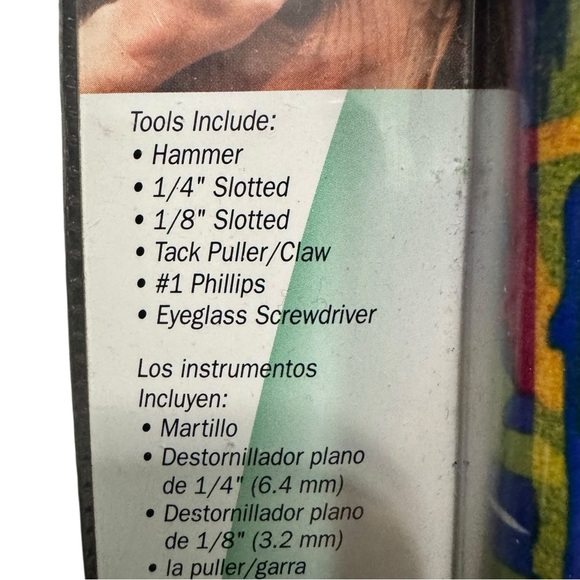 Tools Include:
• Hammer
• 1/4" Slotted
• 1/8" Slotted
• Tack Puller/Claw
• #1 Phillips
• Eyeglass Screwdriver
Los instrumentos
Incluyen:
• Martillo
• Destornillador plano
de 1/4" (6.4 mm)
• Destornillador plano
de 1/8" (3.2 mm)
• la puller/garra